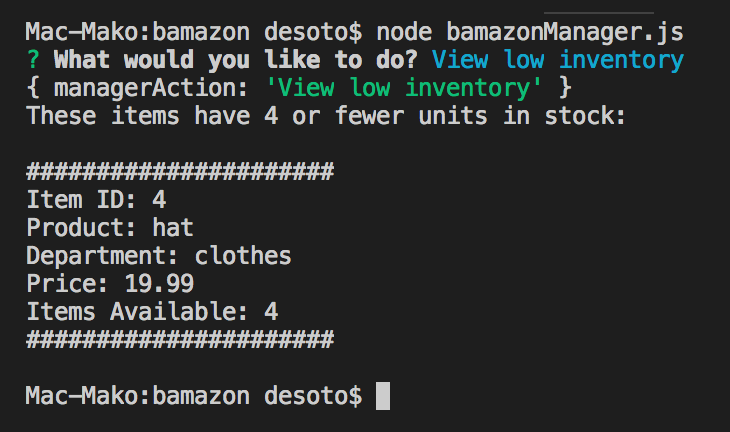 Mac-Mako:bamazon desoto$ node bamazonManager.js
? What would you like to do? View low inventory
{ managerAction: 'View low inventory' }
These items have 4 or fewer units in stock:
######################
Item ID: 4
Product: hat
Department: clothes
Price: 19.99
Items Available: 4
######################
Mac-Mako:bamazon desoto$